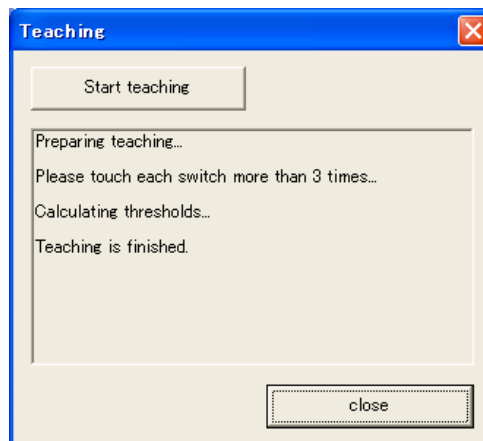 Teaching
Start teaching
Preparing teaching...
Please touch each switch more than 3 times...
Calculating thresholds...
Teaching is finished.
close